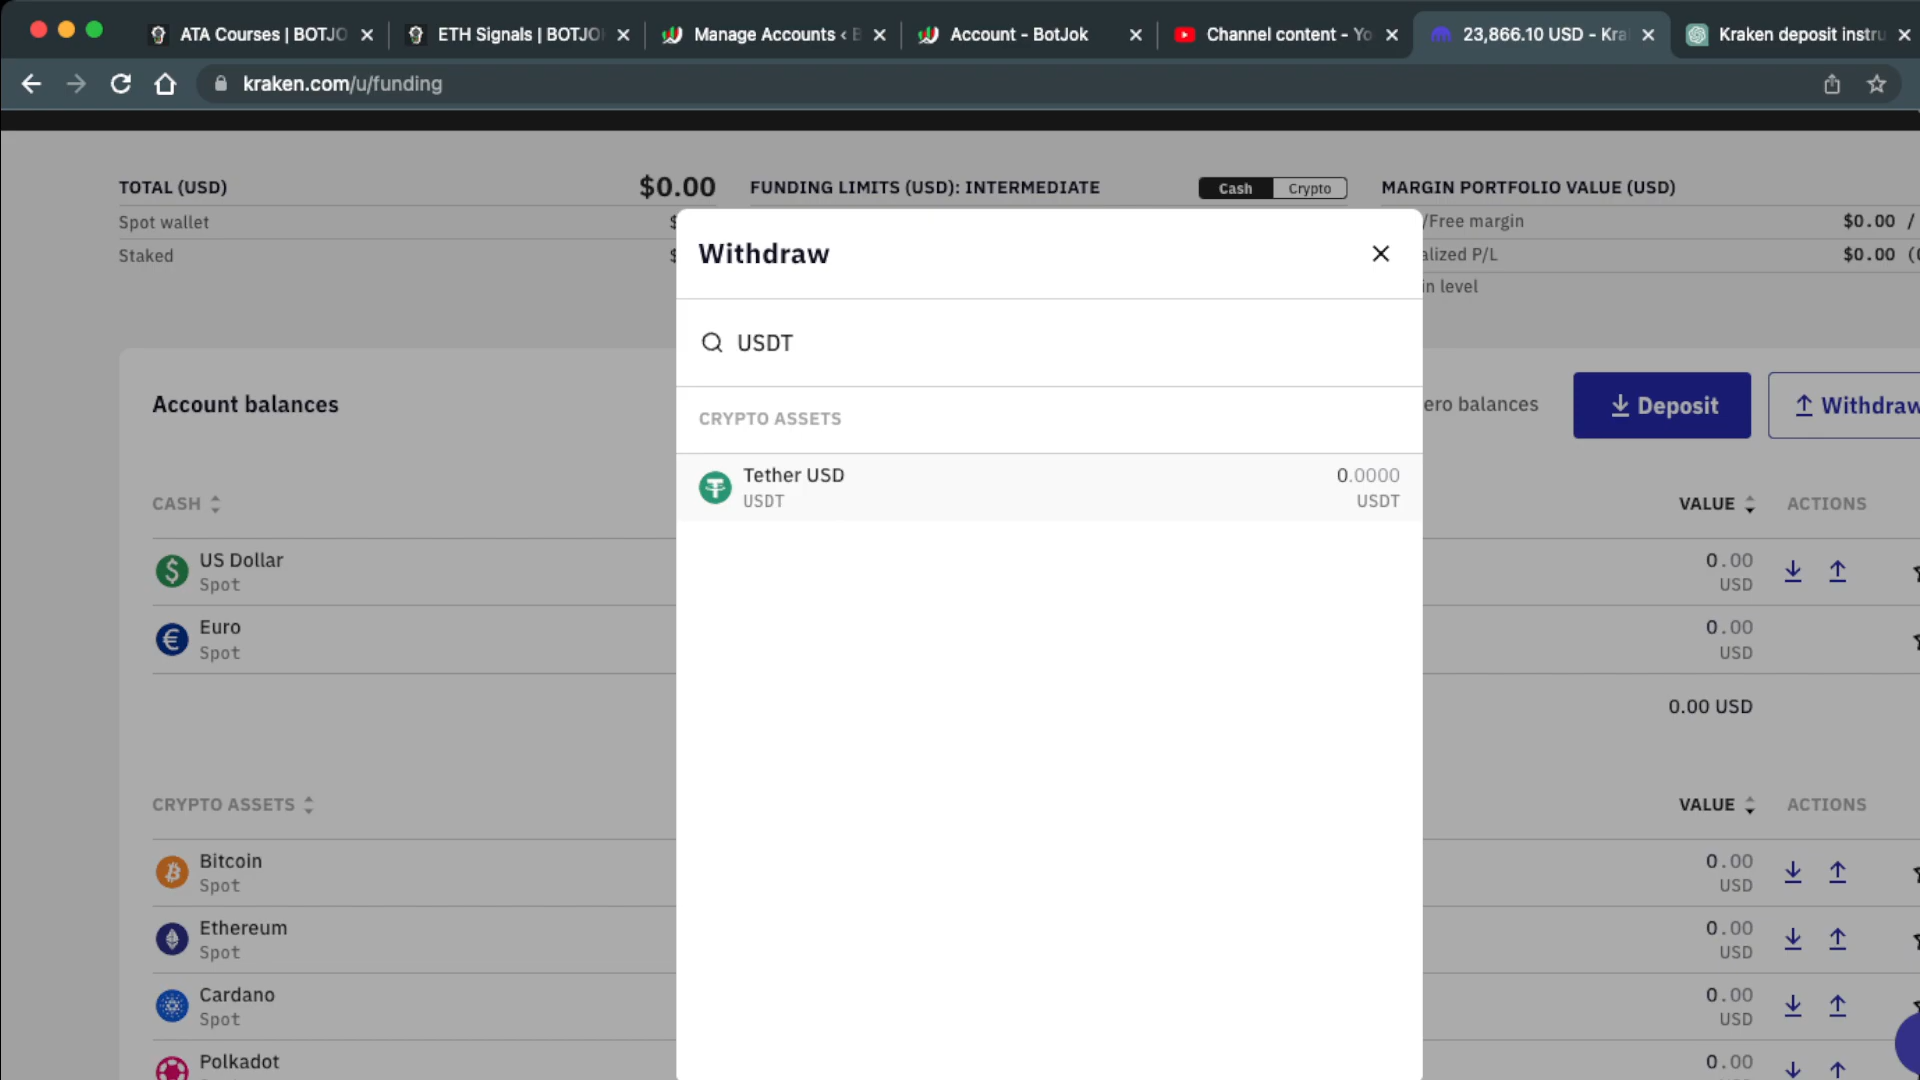 ATA Courses | BOTJO
ETH Signals | BOTJO
Manage Accounts ‹ B
Account - BotJok
Channel content - Yo
23,866.10 USD - Kra
Kraken deposit instru
kraken.com/u/funding
TOTAL (USD) $0.00
Spot wallet $
Staked $
FUNDING LIMITS (USD): INTERMEDIATE Cash Crypto
MARGIN PORTFOLIO VALUE (USD)
/Free margin $0.00 /
alized P/L $0.00 (
in level
Withdraw
USDT
CRYPTO ASSETS
Tether USD 0.0000
USDT USDT
Account balances
ero balances Deposit Withdraw
CASH VALUE ACTIONS
US Dollar 0.00
Spot USD
Euro 0.00
Spot USD
0.00 USD
CRYPTO ASSETS VALUE ACTIONS
Bitcoin 0.00
Spot USD
Ethereum 0.00
Spot USD
Cardano 0.00
Spot USD
Polkadot 0.00